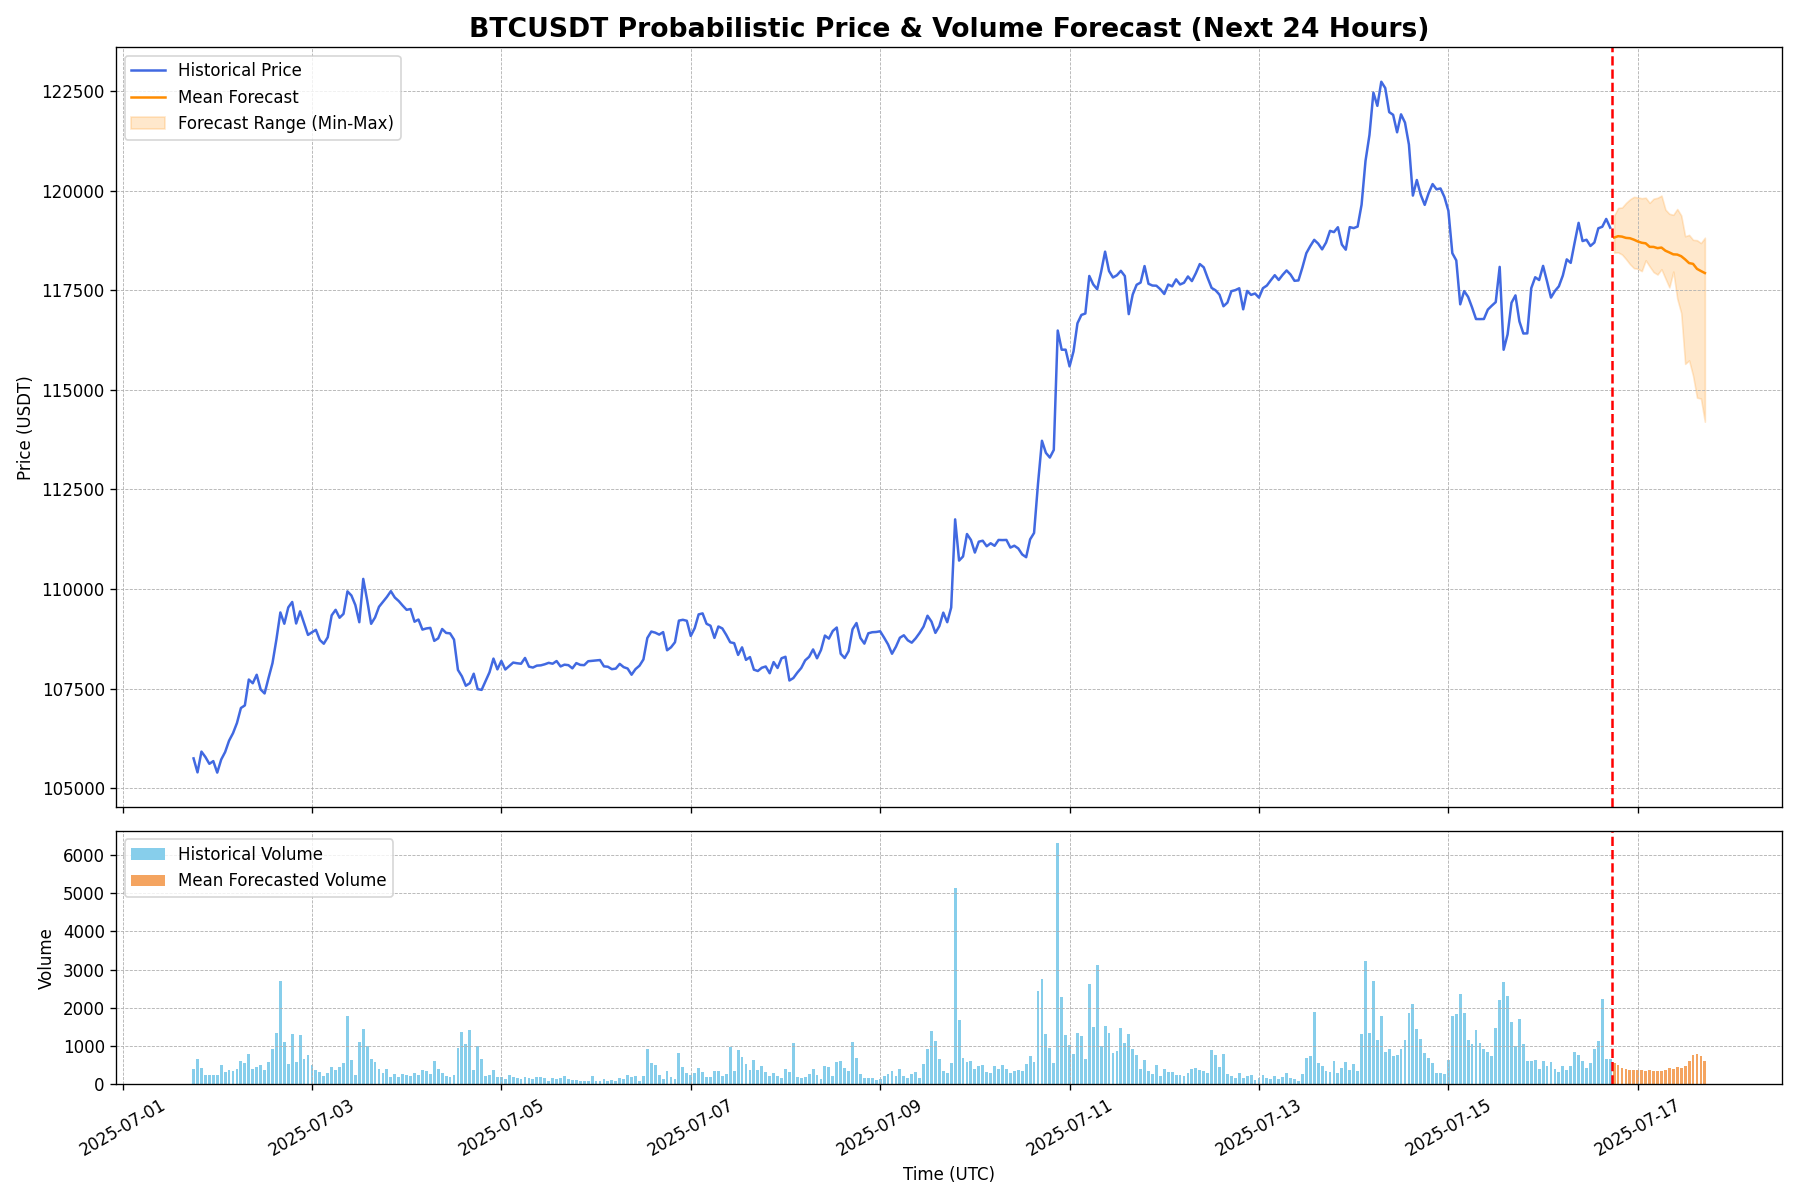 BTCUSDT Probabilistic Price & Volume Forecast (Next 24 Hours)
Historical Price
Mean Forecast
Forecast Range (Min-Max)
122500
120000
117500
115000
112500
110000
107500
105000
Price (USDT)
Historical Volume
Mean Forecasted Volume
6000
5000
4000
3000
2000
1000
0
Volume
2025-07-01
2025-07-03
2025-07-05
2025-07-07
2025-07-09
2025-07-11
2025-07-13
2025-07-15
2025-07-17
Time (UTC)